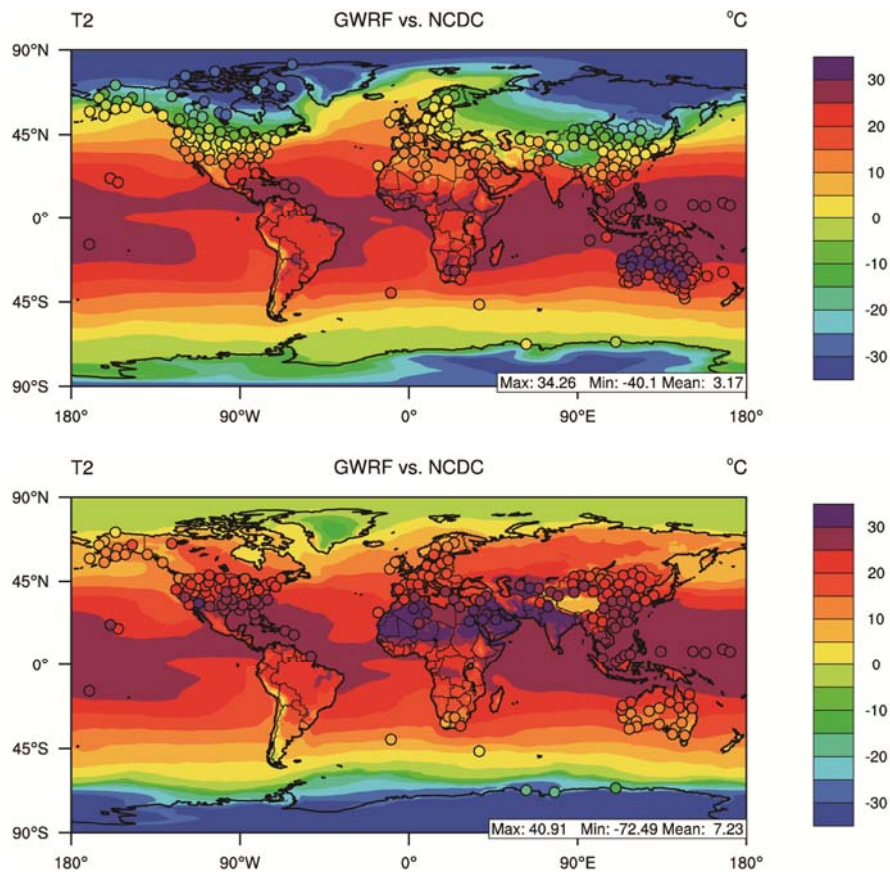 T2 GWRF vs. NCDC °C
90°N
45°N
0°
45°S
90°S
180° 90°W 0° 90°E 180°
Max: 34.26 Min: -40.1 Mean: 3.17
30
20
10
0
-10
-20
-30
T2 GWRF vs. NCDC °C
90°N
45°N
0°
45°S
90°S
180° 90°W 0° 90°E 180°
Max: 40.91 Min: -72.49 Mean: 7.23
30
20
10
0
-10
-20
-30